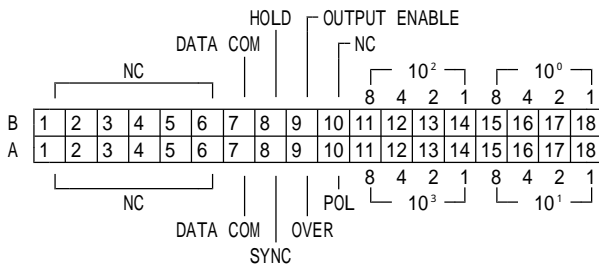 HOLD OUTPUT ENABLE
DATA COM NC
NC 10² 10⁰
8 4 2 1 8 4 2 1
B 1 2 3 4 5 6 7 8 9 10 11 12 13 14 15 16 17 18
A 1 2 3 4 5 6 7 8 9 10 11 12 13 14 15 16 17 18
8 4 2 1 8 4 2 1
NC POL 10³ 10¹
DATA COM OVER
SYNC